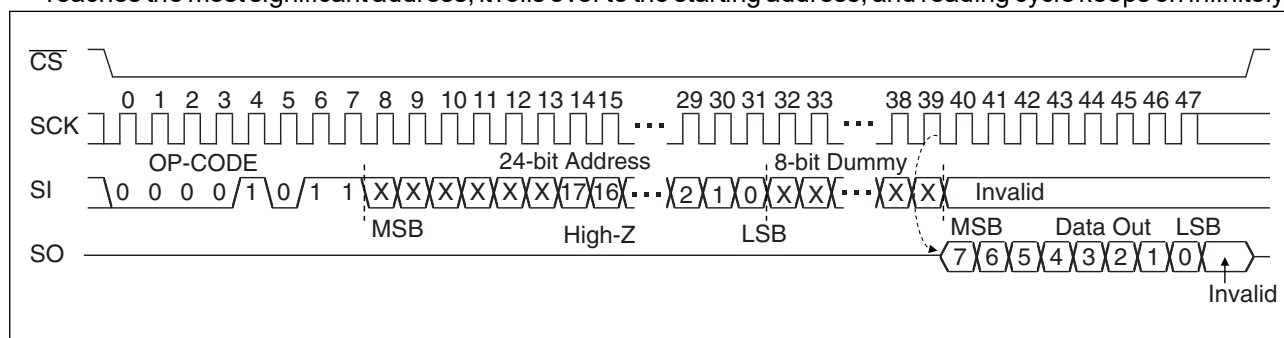 reaches the most significant address, it rolls over to the starting address, and reading cycle keeps on infinitely
CS
0 1 2 3 4 5 6 7 8 9 10 11 12 13 14 15 29 30 31 32 33 38 39 40 41 42 43 44 45 46 47
SCK
OP-CODE 24-bit Address 8-bit Dummy
SI 0 0 0 0 1 0 1 1 X X X X X X 17 16 2 1 0 X X X X Invalid
MSB High-Z LSB MSB Data Out LSB
SO 7 6 5 4 3 2 1 0
Invalid